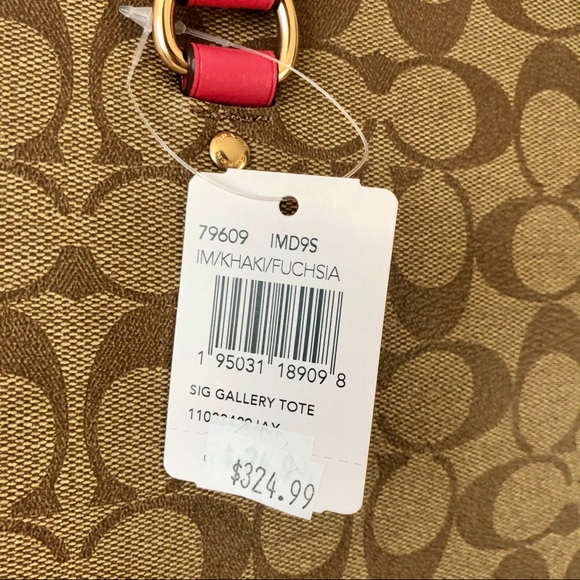 79609 IMD9S
IM/KHAKI/FUCHSIA
1 95031 18909 8
SIG GALLERY TOTE
$324.99